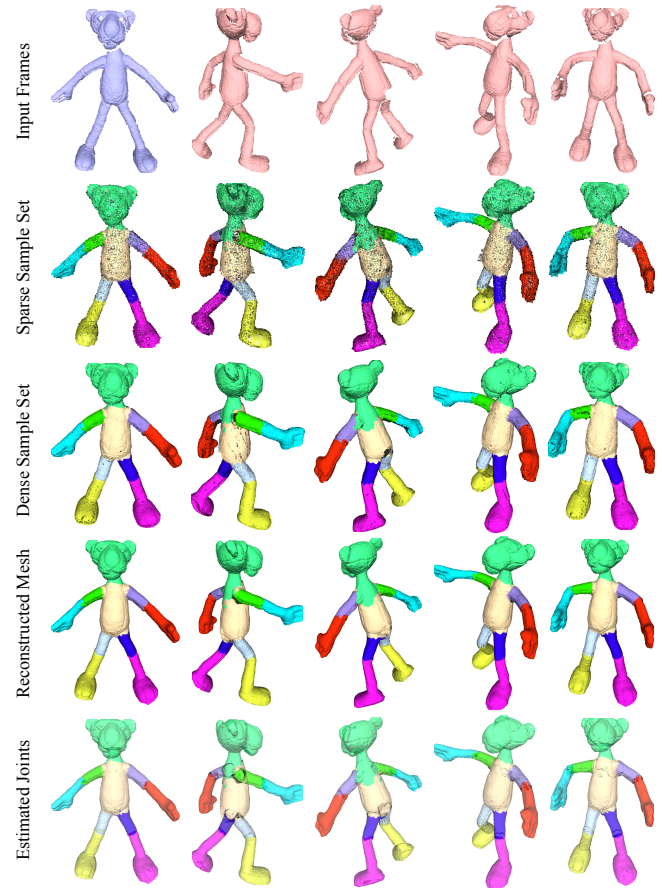 Input Frames
Sparse Sample Set
Dense Sample Set
Reconstructed Mesh
Estimated Joints